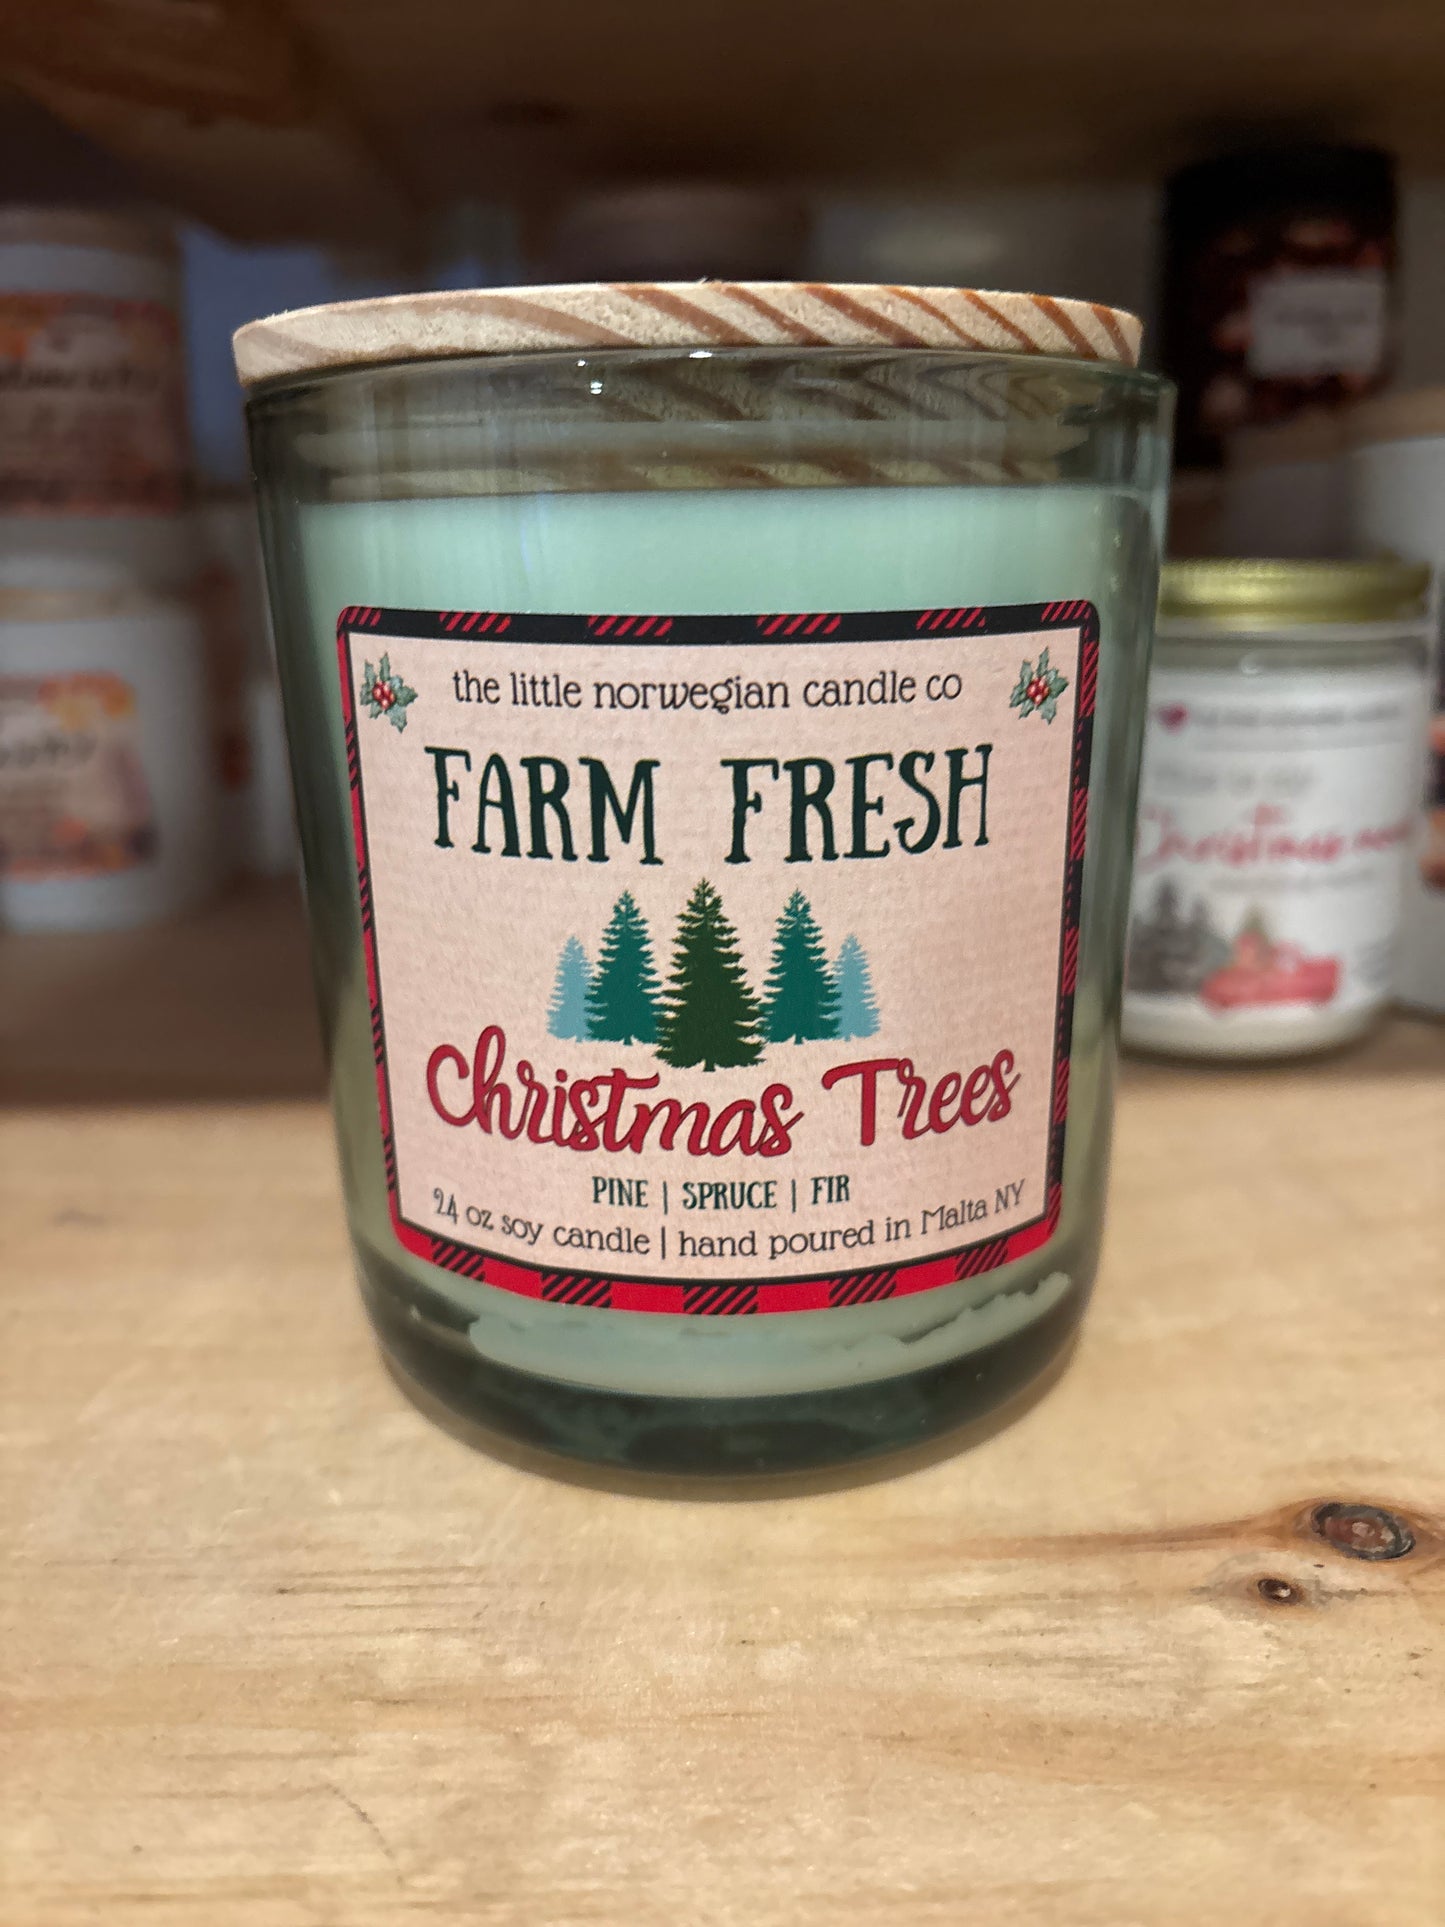 the little norwegian candle co
FARM FRESH
Christmas Trees
PINE | SPRUCE | FIR
24 oz soy candle | hand poured in Malta NY
Christmas